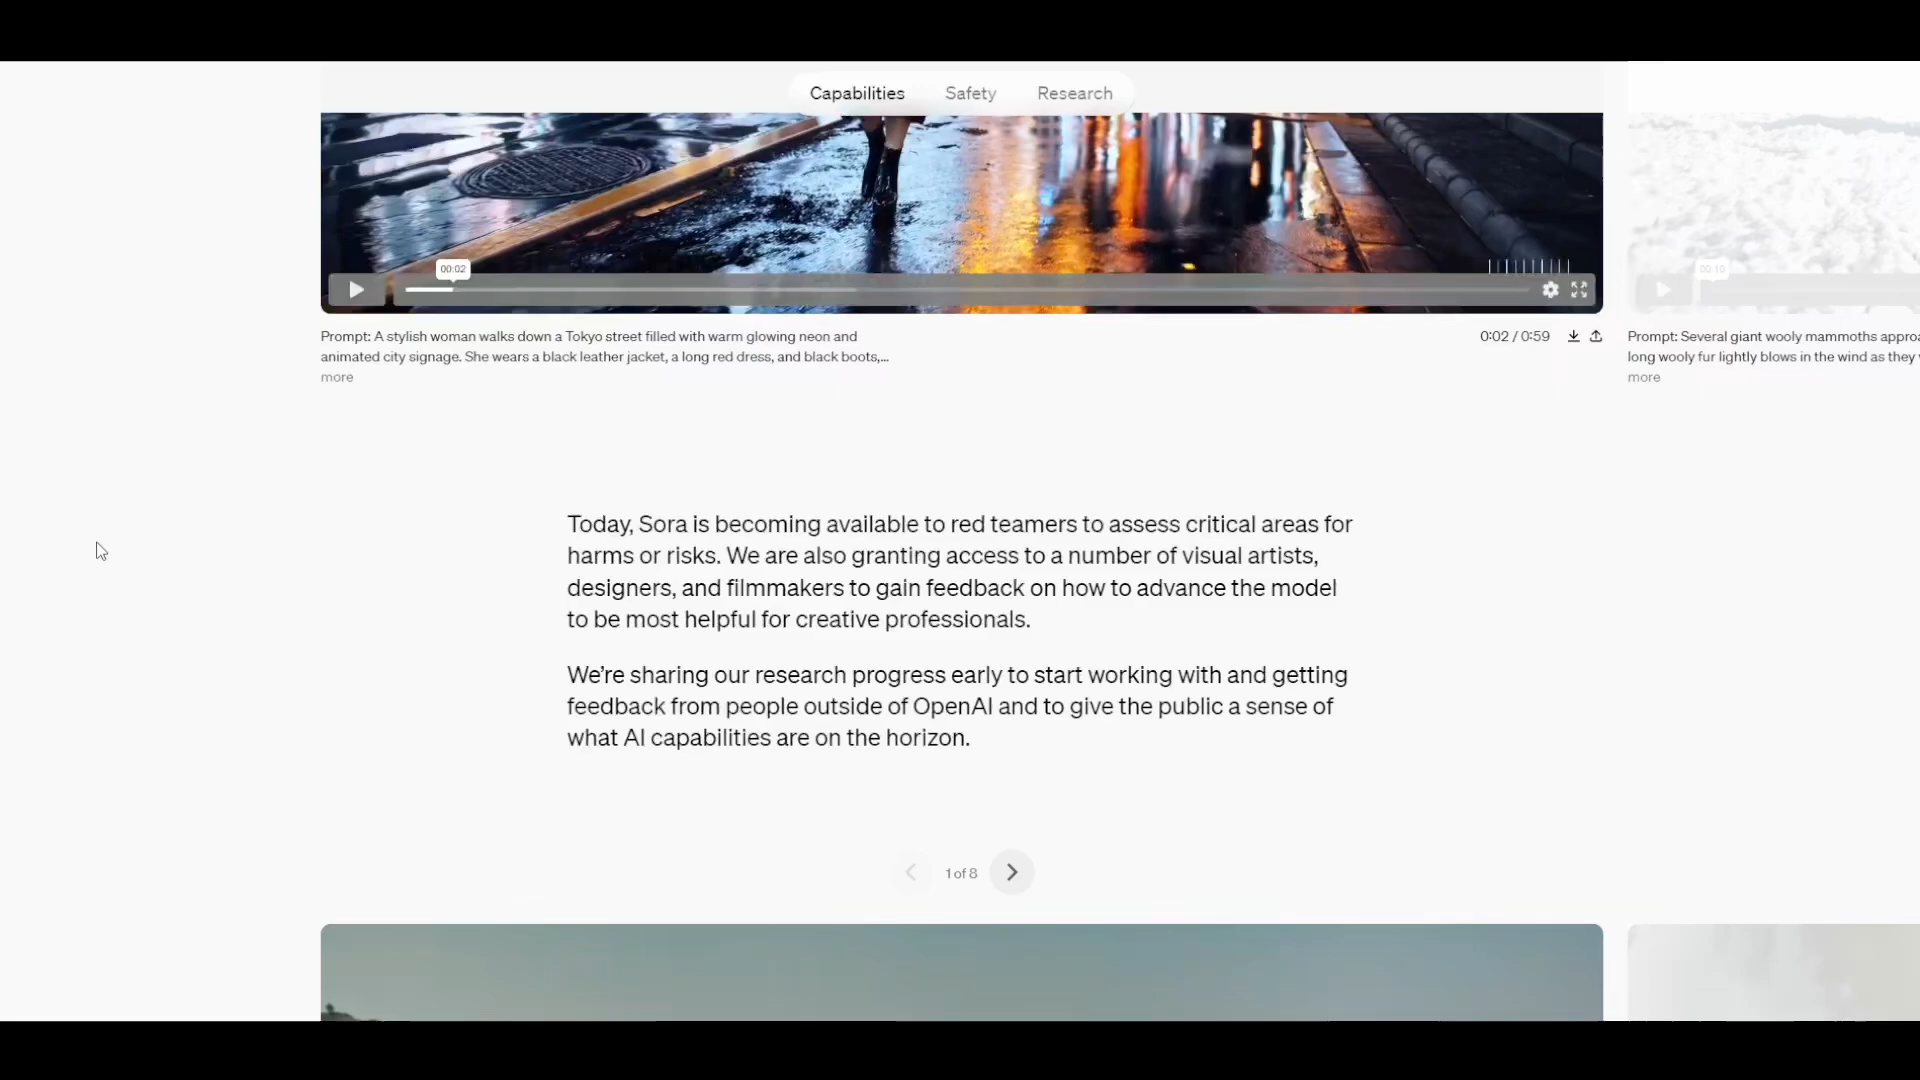 Capabilities Safety Research
00:02
00:10
Prompt: A stylish woman walks down a Tokyo street filled with warm glowing neon and
animated city signage. She wears a black leather jacket, a long red dress, and black boots,...
more
0:02 / 0:59
Prompt: Several giant wooly mammoths
long wooly fur lightly blows in the wind as they
more
Today, Sora is becoming available to red teamers to assess critical areas for
harms or risks. We are also granting access to a number of visual artists,
designers, and filmmakers to gain feedback on how to advance the model
to be most helpful for creative professionals.
We’re sharing our research progress early to start working with and getting
feedback from people outside of OpenAI and to give the public a sense of
what AI capabilities are on the horizon.
1 of 8